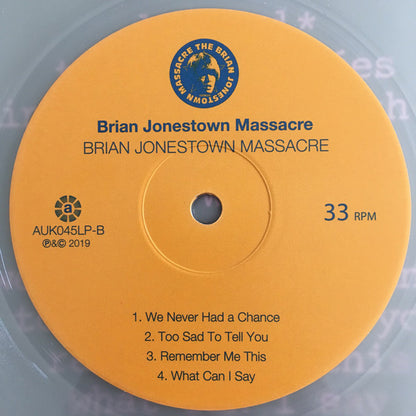 MASSACRE THE BRIAN JONESTOWN
Brian Jonestown Massacre
BRIAN JONESTOWN MASSACRE
a
AUK045LP-B
℗&© 2019
33 RPM
1. We Never Had a Chance
2. Too Sad To Tell You
3. Remember Me This
4. What Can I Say